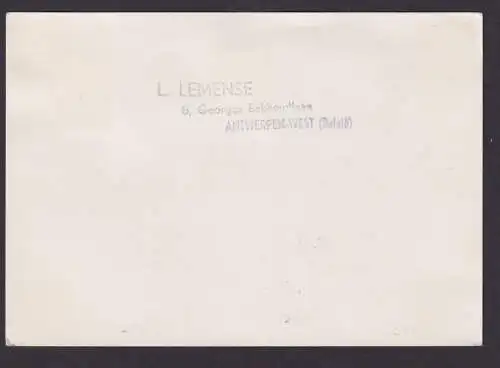 L. LEMENSE
6, Georges Eekhoudlaan
ANTWERPEN-WEST (België)